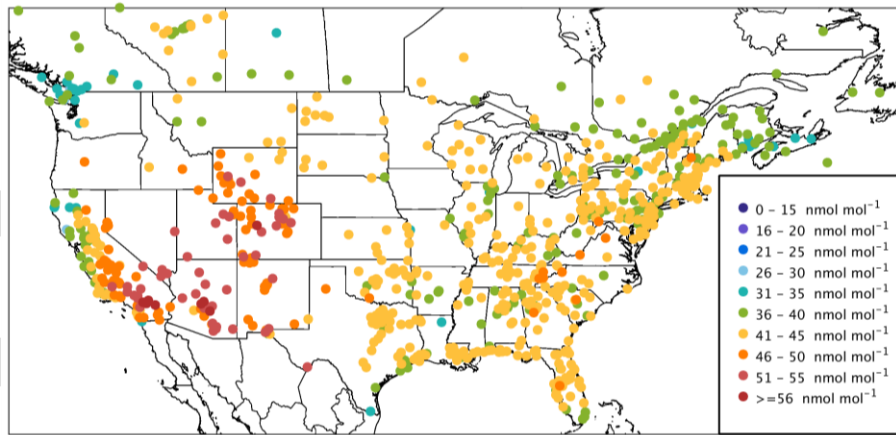 0 – 15 nmol mol⁻¹
16 – 20 nmol mol⁻¹
21 – 25 nmol mol⁻¹
26 – 30 nmol mol⁻¹
31 – 35 nmol mol⁻¹
36 – 40 nmol mol⁻¹
41 – 45 nmol mol⁻¹
46 – 50 nmol mol⁻¹
51 – 55 nmol mol⁻¹
>=56 nmol mol⁻¹